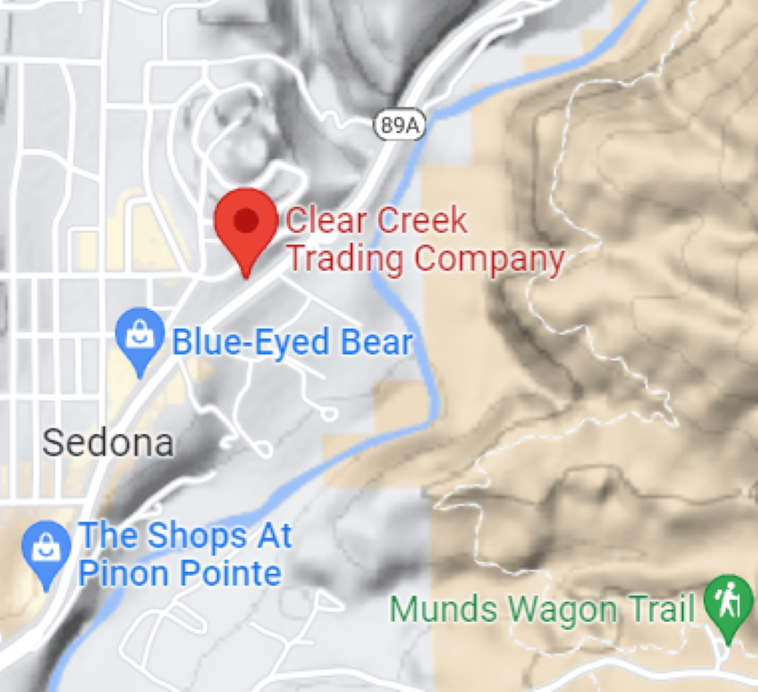 89A
Clear Creek
Trading Company
Blue-Eyed Bear
Sedona
The Shops At
Pinon Pointe
Munds Wagon Trail